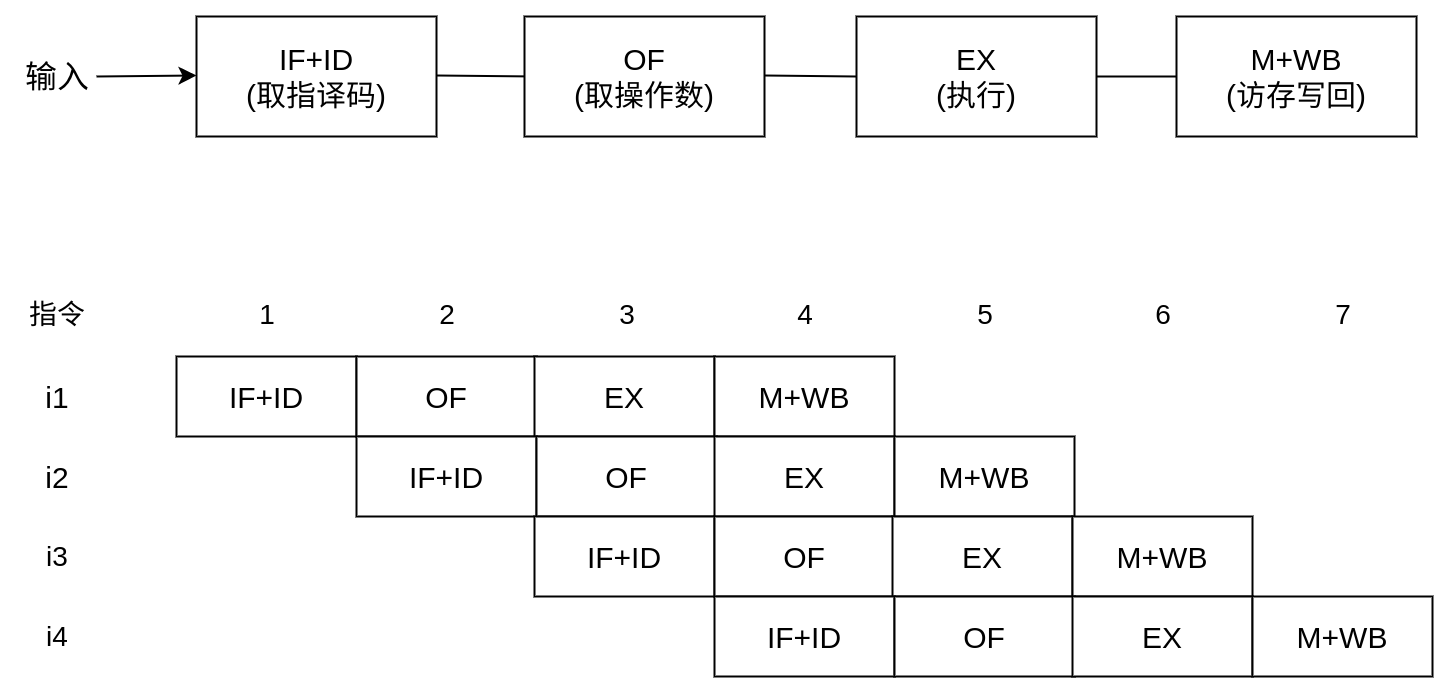 输入
IF+ID
(取指译码)
OF
(取操作数)
EX
(执行)
M+WB
(访存写回)
指令 1 2 3 4 5 6 7
i1 IF+ID OF EX M+WB
i2 IF+ID OF EX M+WB
i3 IF+ID OF EX M+WB
i4 IF+ID OF EX M+WB